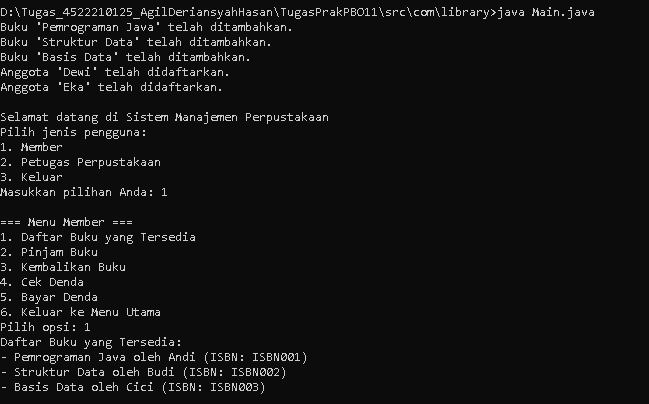 D:\Tugas_4522210125_AgilDeriansyahHasan\TugasPrakPBO11\src\com\library>java Main.java
Buku 'Pemrograman Java' telah ditambahkan.
Buku 'Struktur Data' telah ditambahkan.
Buku 'Basis Data' telah ditambahkan.
Anggota 'Dewi' telah didaftarkan.
Anggota 'Eka' telah didaftarkan.
Selamat datang di Sistem Manajemen Perpustakaan
Pilih jenis pengguna:
1. Member
2. Petugas Perpustakaan
3. Keluar
Masukkan pilihan Anda: 1
=== Menu Member ===
1. Daftar Buku yang Tersedia
2. Pinjam Buku
3. Kembalikan Buku
4. Cek Denda
5. Bayar Denda
6. Keluar ke Menu Utama
Pilih opsi: 1
Daftar Buku yang Tersedia:
- Pemrograman Java oleh Andi (ISBN: ISBN001)
- Struktur Data oleh Budi (ISBN: ISBN002)
- Basis Data oleh Cici (ISBN: ISBN003)